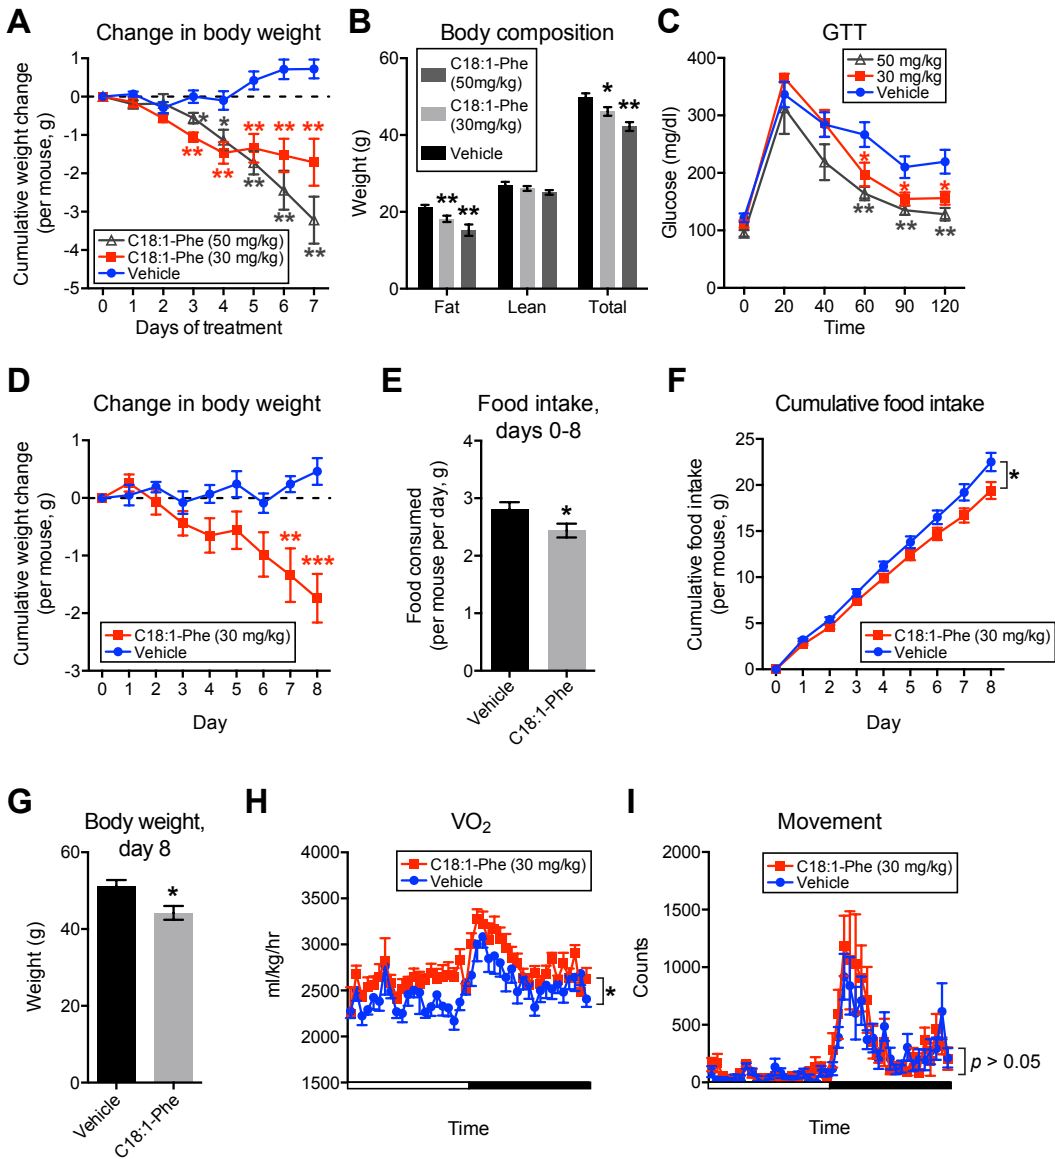 A
Change in body weight
Cumulative weight change
(per mouse, g)
1
0
-1
-2
-3
-4
-5
*
*
**
**
**
**
**
**
**
**
C18:1-Phe (50 mg/kg)
C18:1-Phe (30 mg/kg)
Vehicle
0 1 2 3 4 5 6 7
Days of treatment
B
Body composition
Weight (g)
60
40
20
0
C18:1-Phe
(50mg/kg)
C18:1-Phe
(30mg/kg)
Vehicle
** **
* **
Fat Lean Total
C
GTT
Glucose (mg/dl)
400
300
200
100
0
50 mg/kg
30 mg/kg
Vehicle
* * *
** ** **
0 20 40 60 90 120
Time
D
Change in body weight
Cumulative weight change
(per mouse, g)
1
0
-1
-2
-3
** ***
C18:1-Phe (30 mg/kg)
Vehicle
0 1 2 3 4 5 6 7 8
Day
E
Food intake,
days 0-8
Food consumed
(per mouse per day, g)
4
3
2
1
0
*
Vehicle
C18:1-Phe
F
Cumulative food intake
Cumulative food intake
(per mouse, g)
25
20
15
10
5
0
*
C18:1-Phe (30 mg/kg)
Vehicle
0 1 2 3 4 5 6 7 8
Day
G
Body weight,
day 8
Weight (g)
60
40
20
0
*
Vehicle
C18:1-Phe
H
VO2
ml/kg/hr
4000
3500
3000
2500
2000
1500
C18:1-Phe (30 mg/kg)
Vehicle
*
Time
I
Movement
Counts
2000
1500
1000
500
0
C18:1-Phe (30 mg/kg)
Vehicle
p > 0.05
Time